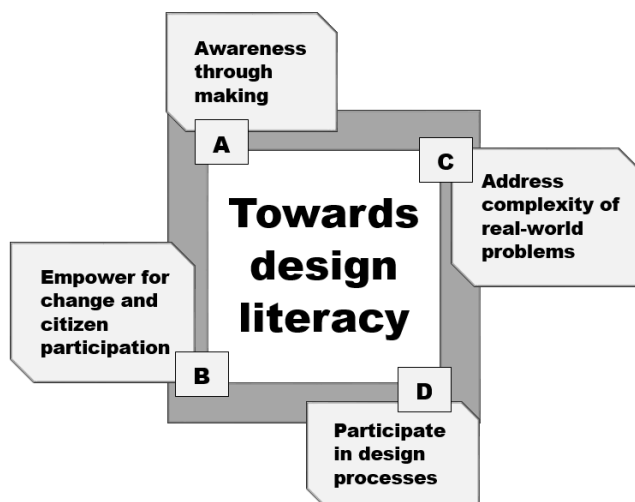 Awareness
through
making
A
C
Address
complexity of
real-world
problems
Towards
design
literacy
Empower for
change and
citizen
participation
B
D
Participate
in design
processes